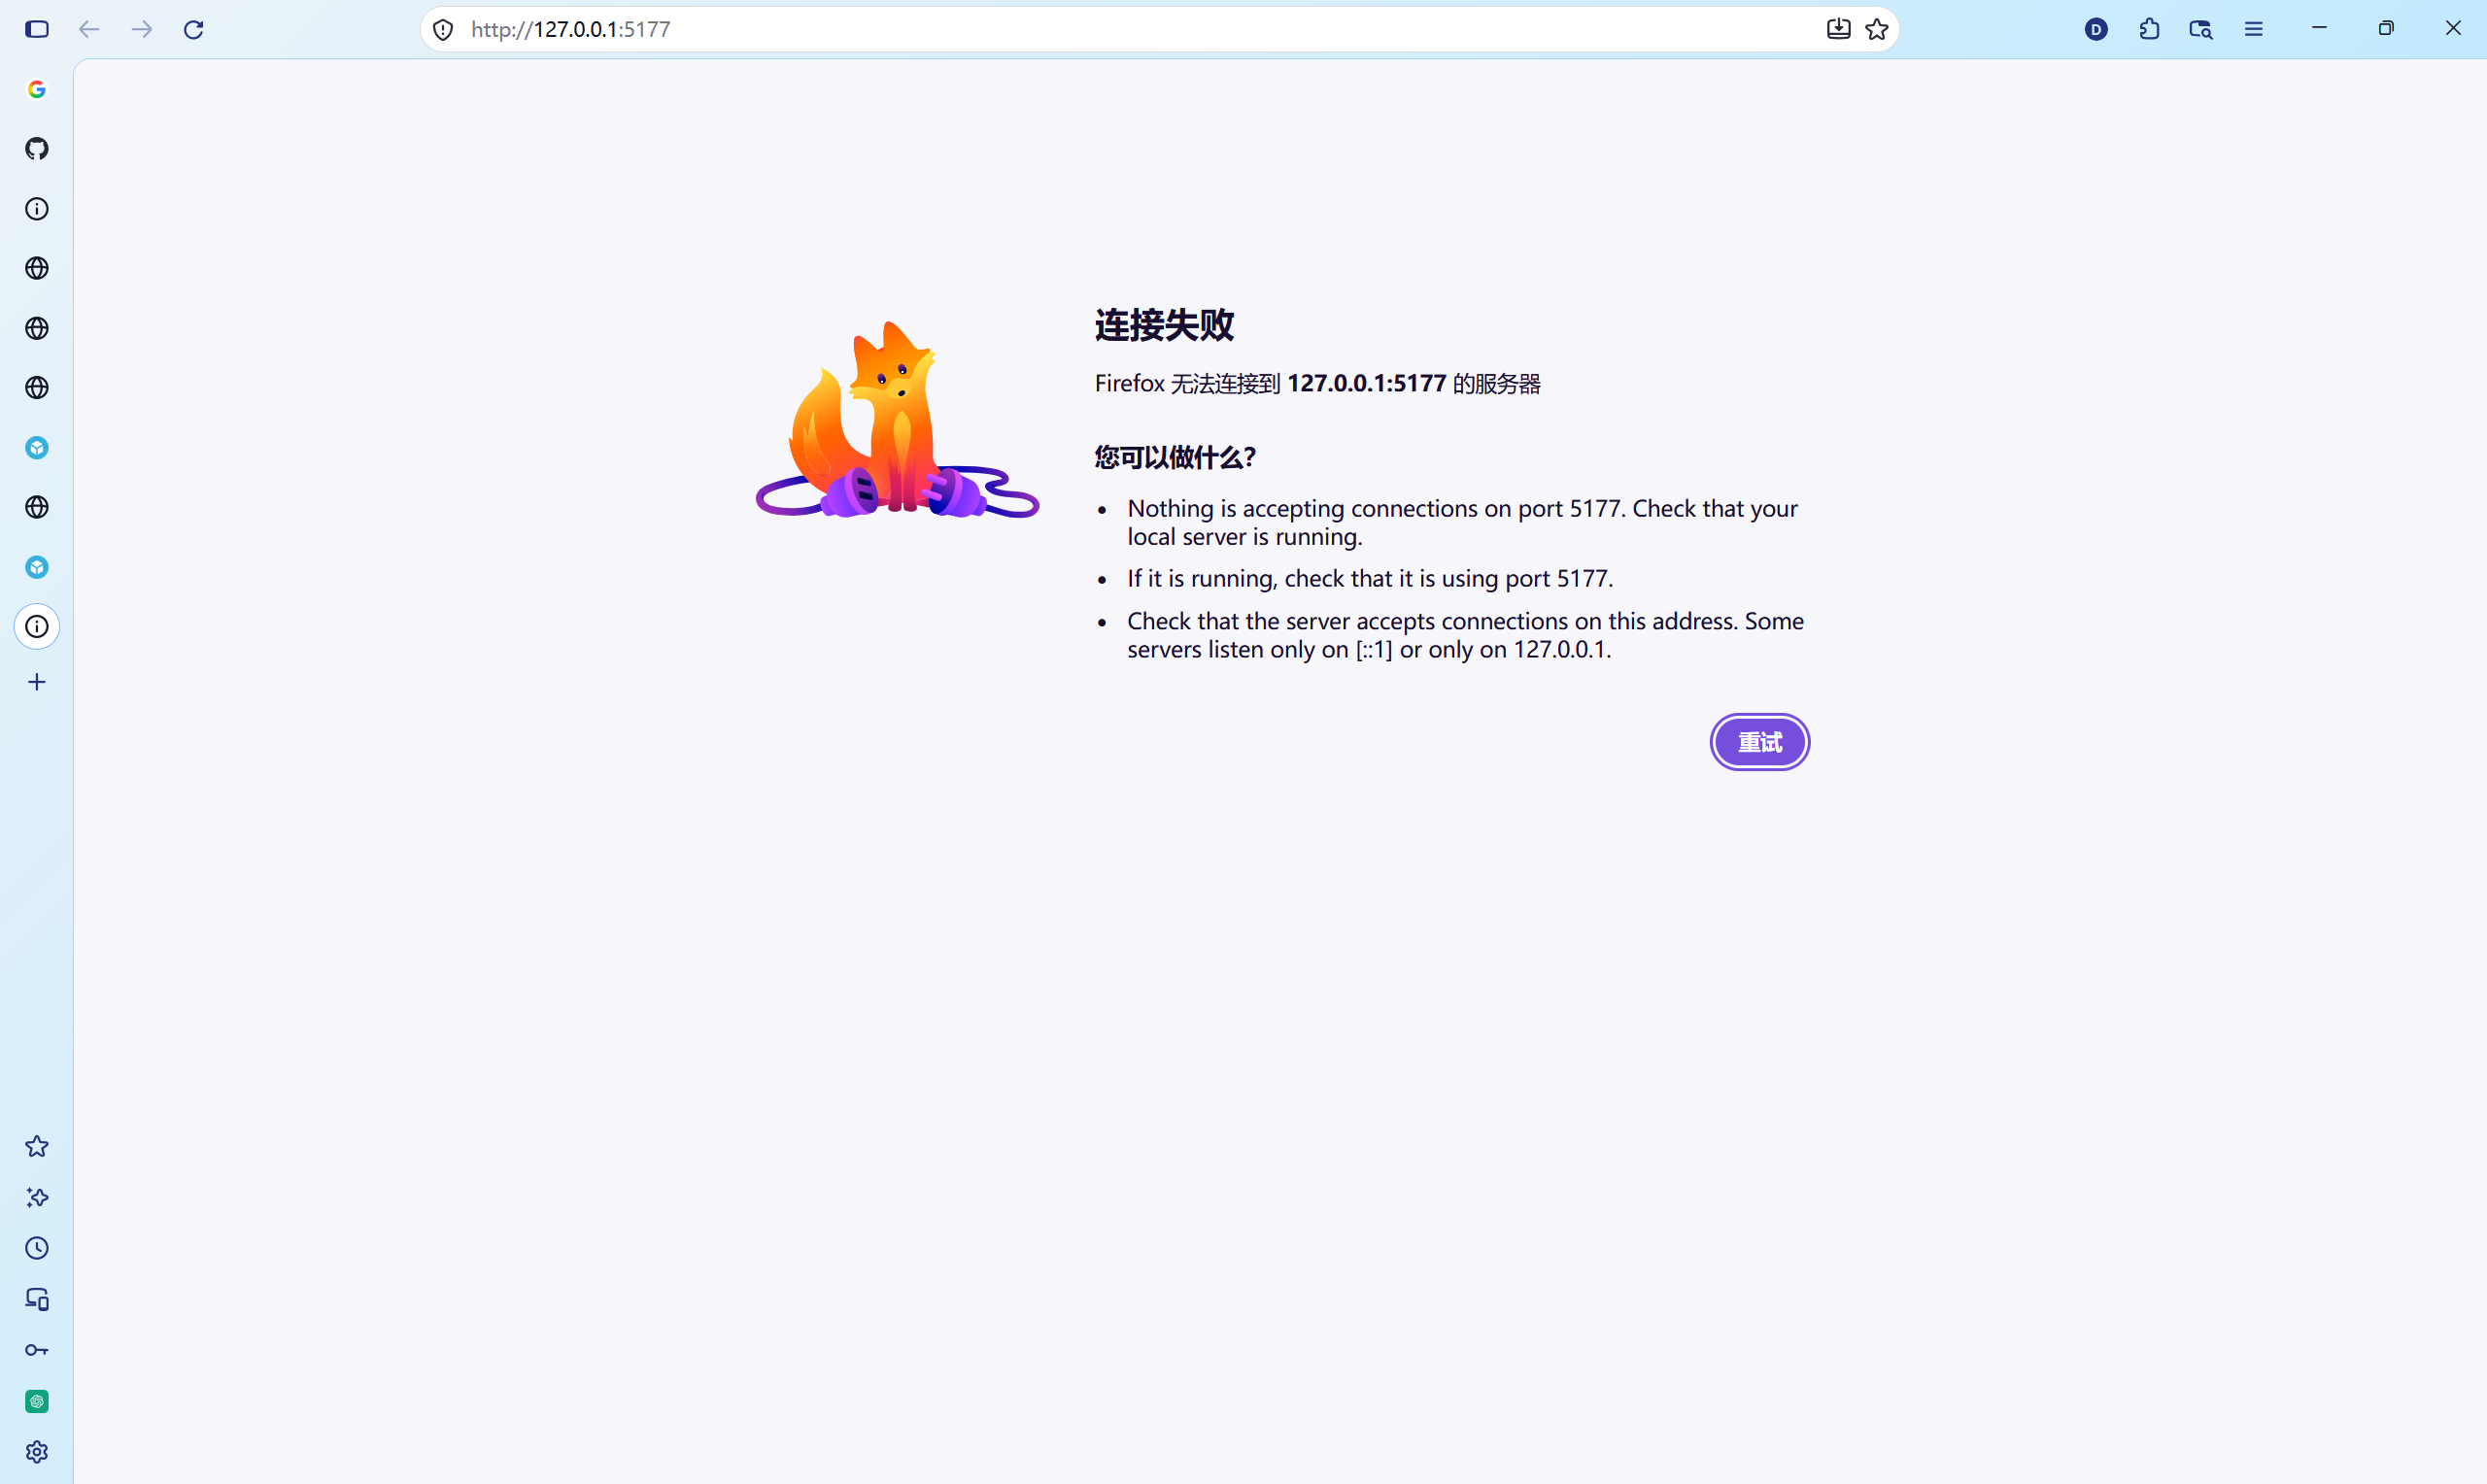 http://127.0.0.1:5177
D
连接失败
Firefox 无法连接到 127.0.0.1:5177 的服务器
您可以做什么？
• Nothing is accepting connections on port 5177. Check that your
local server is running.
• If it is running, check that it is using port 5177.
• Check that the server accepts connections on this address. Some
servers listen only on [::1] or only on 127.0.0.1.
重试